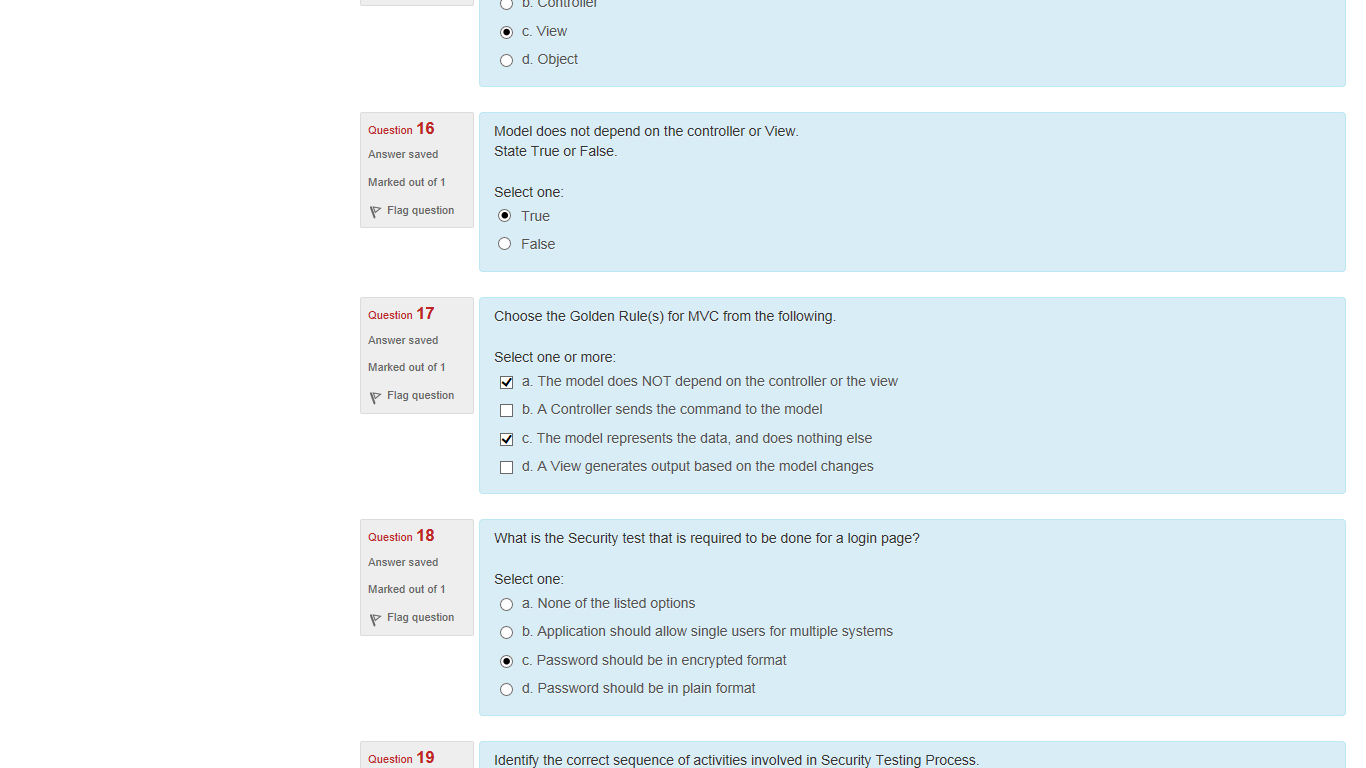 b. Controller
c. View
d. Object
Question 16
Answer saved
Marked out of 1
Flag question
Model does not depend on the controller or View.
State True or False.
Select one:
True
False
Question 17
Answer saved
Marked out of 1
Flag question
Choose the Golden Rule(s) for MVC from the following.
Select one or more:
a. The model does NOT depend on the controller or the view
b. A Controller sends the command to the model
c. The model represents the data, and does nothing else
d. A View generates output based on the model changes
Question 18
Answer saved
Marked out of 1
Flag question
What is the Security test that is required to be done for a login page?
Select one:
a. None of the listed options
b. Application should allow single users for multiple systems
c. Password should be in encrypted format
d. Password should be in plain format
Question 19
Identify the correct sequence of activities involved in Security Testing Process.